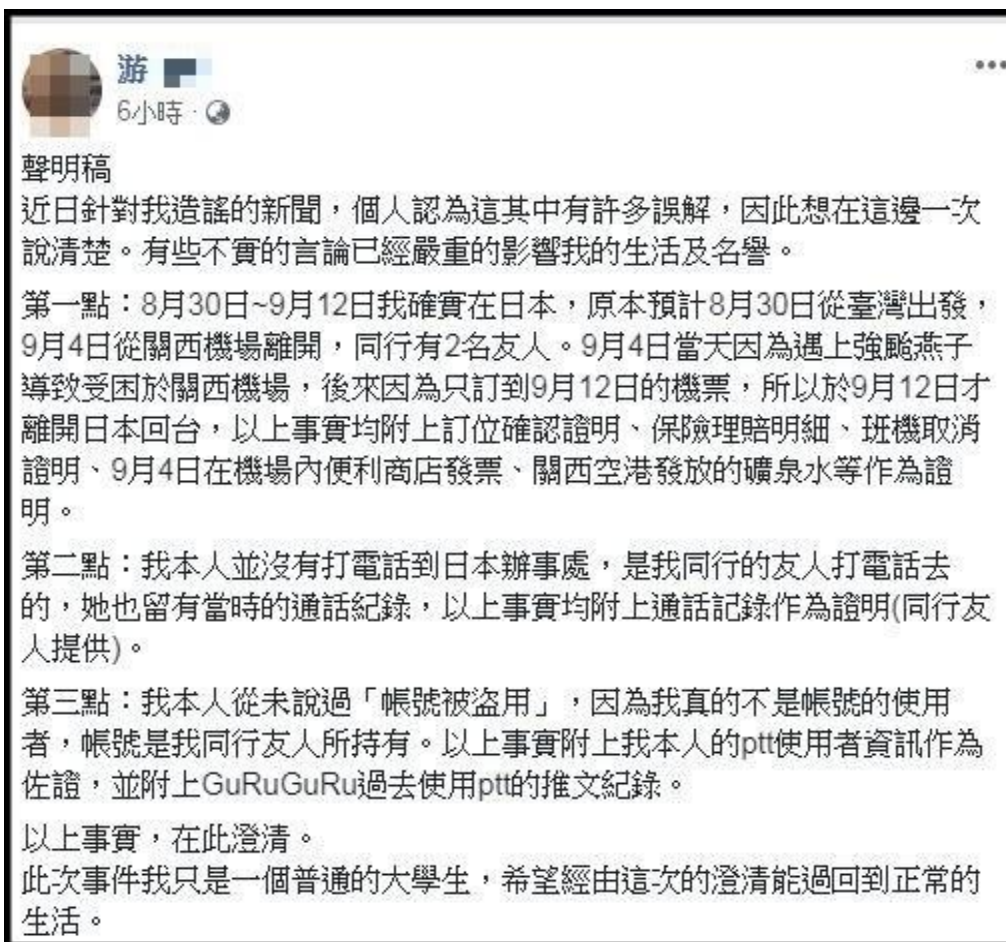 游
6小時 ·
聲明稿
近日針對我造謠的新聞，個人認為這其中有許多誤解，因此想在這邊一次
說清楚。有些不實的言論已經嚴重的影響我的生活及名譽。
第一點：8月30日~9月12日我確實在日本，原本預計8月30日從臺灣出發，
9月4日從關西機場離開，同行有2名友人。9月4日當天因為遇上強颱燕子
導致受困於關西機場，後來因為只訂到9月12日的機票，所以於9月12日才
離開日本回台，以上事實均附上訂位確認證明、保險理賠明細、班機取消
證明、9月4日在機場內便利商店發票、關西空港發放的礦泉水等作為證
明。
第二點：我本人並沒有打電話到日本辦事處，是我同行的友人打電話去
的，她也留有當時的通話紀錄，以上事實均附上通話記錄作為證明(同行友
人提供)。
第三點：我本人從未說過「帳號被盜用」，因為我真的不是帳號的使用
者，帳號是我同行友人所持有。以上事實附上我本人的ptt使用者資訊作為
佐證，並附上GuRuGuRu過去使用ptt的推文紀錄。
以上事實，在此澄清。
此次事件我只是一個普通的大學生，希望經由這次的澄清能過回到正常的
生活。